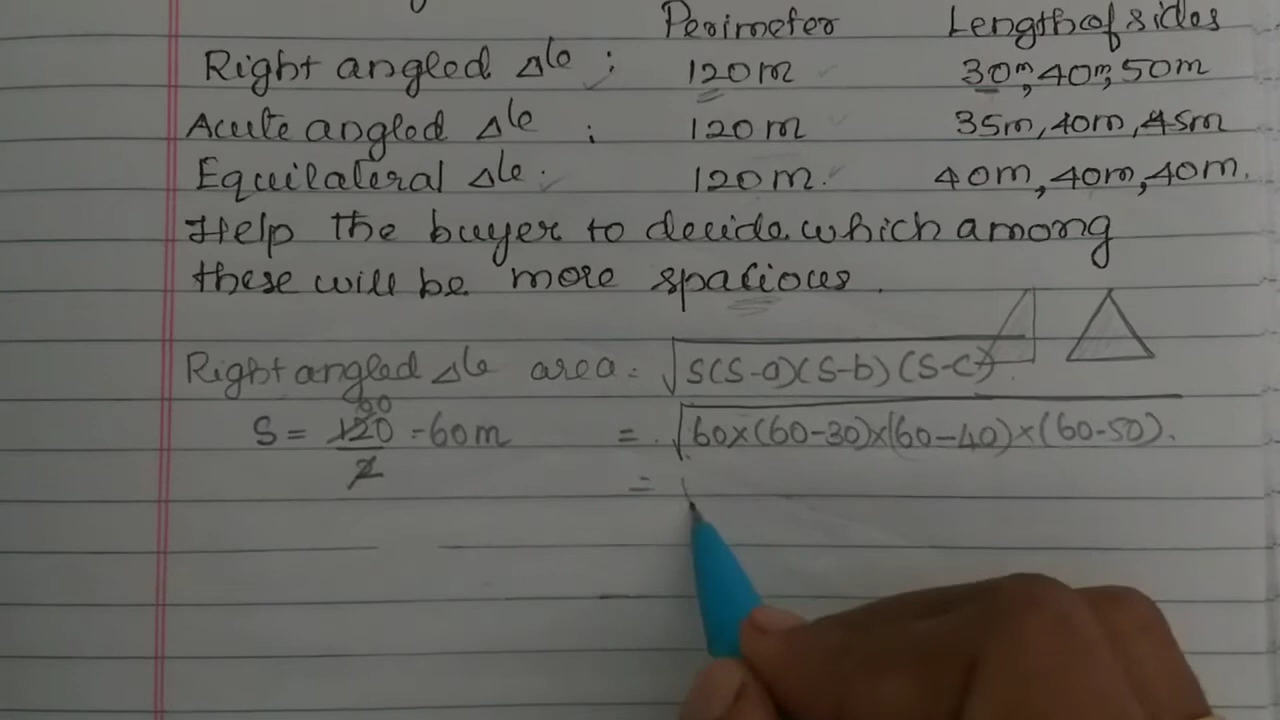 Perimeter Length of sides
Right angled Δle : 120m 30m, 40m, 50m
Acute angled Δle : 120m 35m, 40m, 45m
Equilateral Δle. 120m. 40m, 40m, 40m.
Help the buyer to decide which among
these will be more spacious.
Right angled Δle area = √S(S-a)(S-b)(S-c).
S = 120/2 60 = 60m = √60×(60-30)×(60-40)×(60-50).
=